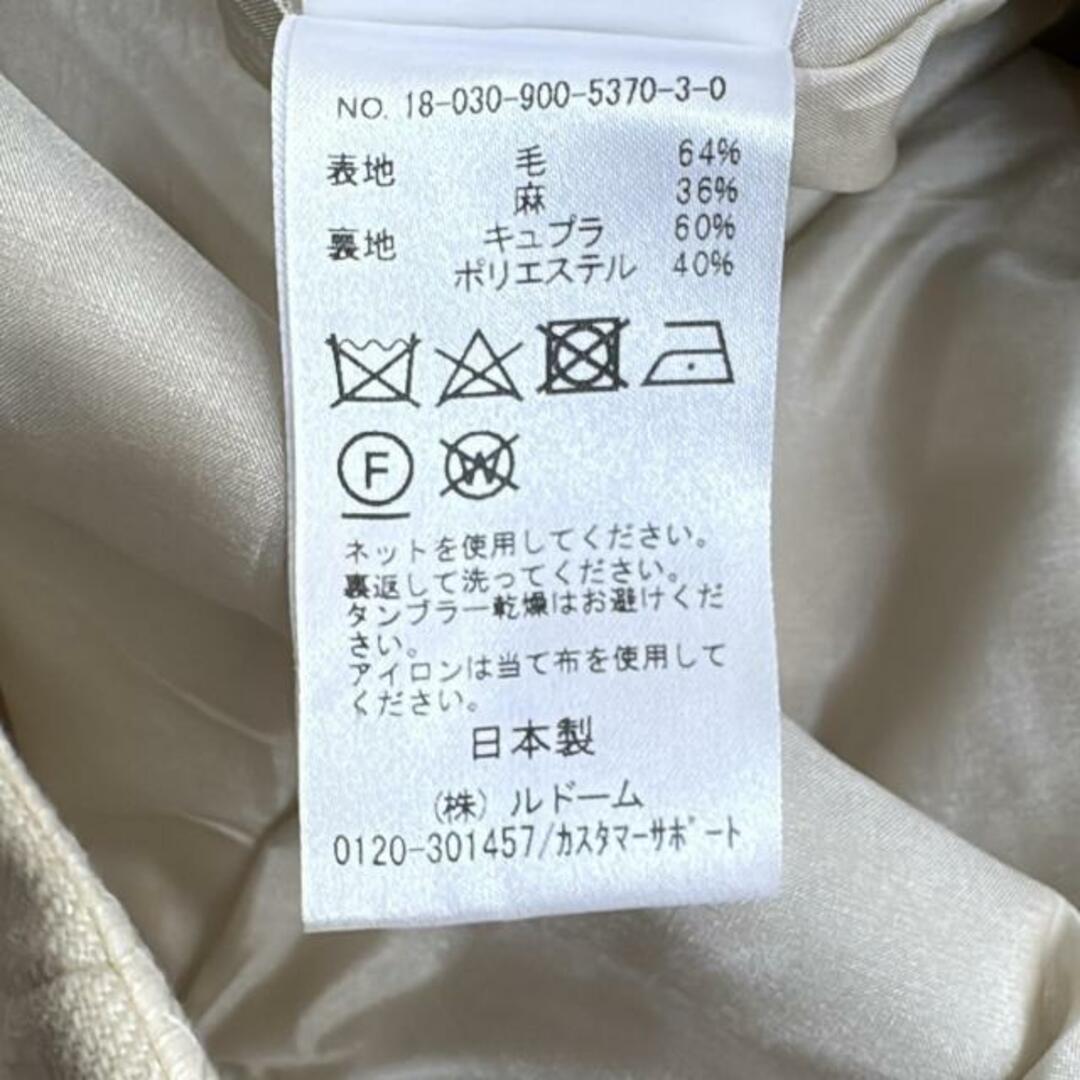 NO. 18-030-900-5370-3-0
表地 毛 64%
麻 36%
裏地 キュプラ 60%
ポリエステル 40%
F
W
ネットを使用してください。
裏返して洗ってください。
タンブラー乾燥はお避けくだ
さい。
アイロンは当て布を使用して
ください。
日本製
(株) ルドーム
0120-301457/カスタマーサポート